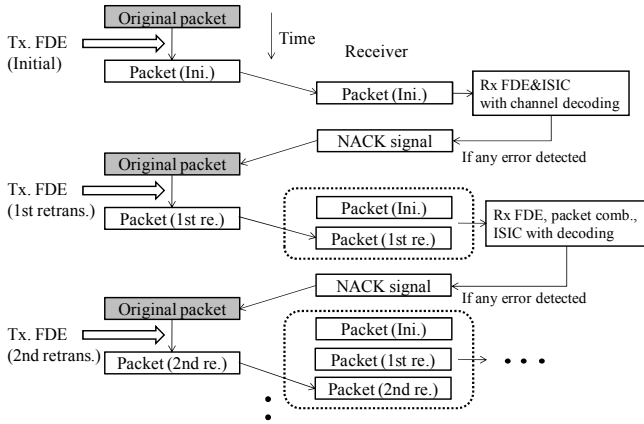 Original packet
Tx. FDE
(Initial)
Time
Receiver
Packet (Ini.)
Packet (Ini.)
Rx FDE&ISIC
with channel decoding
NACK signal
If any error detected
Original packet
Tx. FDE
(1st retrans.)
Packet (1st re.)
Packet (Ini.)
Packet (1st re.)
Rx FDE, packet comb.,
ISIC with decoding
NACK signal
If any error detected
Original packet
Tx. FDE
(2nd retrans.)
Packet (2nd re.)
Packet (Ini.)
Packet (1st re.)
Packet (2nd re.)